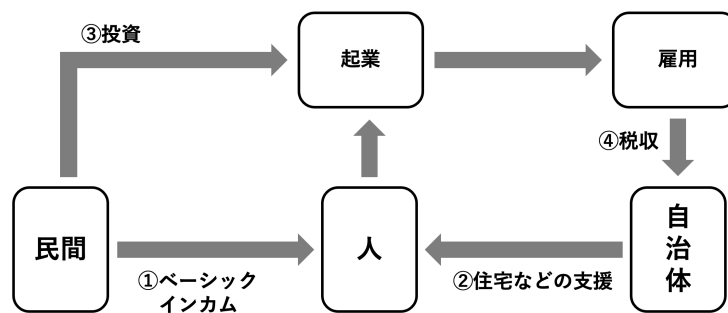 ③投資
起業
雇用
④税収
民間
人
自
治
体
①ベーシック
インカム
②住宅などの支援